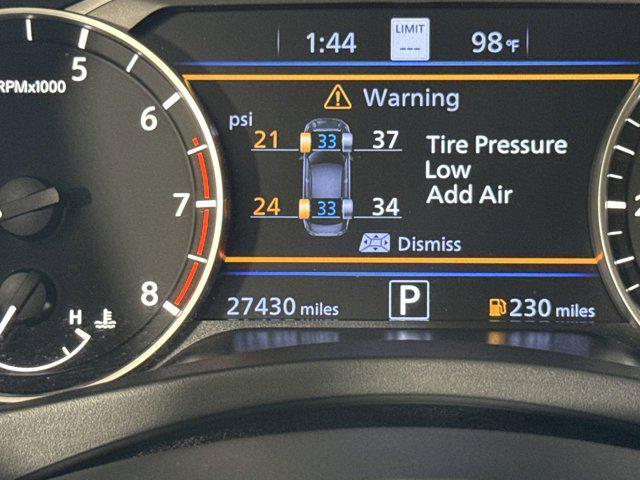 1:44
LIMIT
---
98°F
5
RPMx1000
6
7
8
H
Warning
psi
21 33 37
24 33 34
Tire Pressure
Low
Add Air
Dismiss
27430 miles
P
230 miles
2